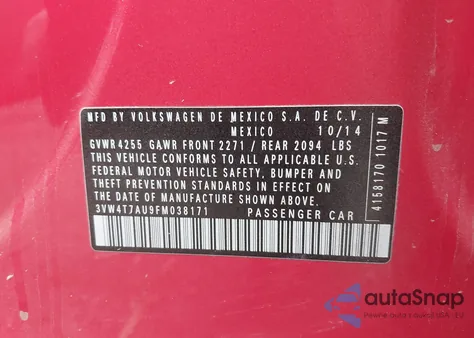 MFD BY VOLKSWAGEN DE MEXICO S.A. DE C.V.
MEXICO 10/14
GVWR 4255 GAWR FRONT 2271 / REAR 2094 LBS
THIS VEHICLE CONFORMS TO ALL APPLICABLE
FEDERAL MOTOR VEHICLE SAFETY, BUMPER AND
THEFT PREVENTION STANDARDS IN EFFECT ON
THE DATE OF MANUFACTURE SHOWN ABOVE.
3VW4T7AU9FM038171 PASSENGER CAR
4158170 1017 M
autoSnap